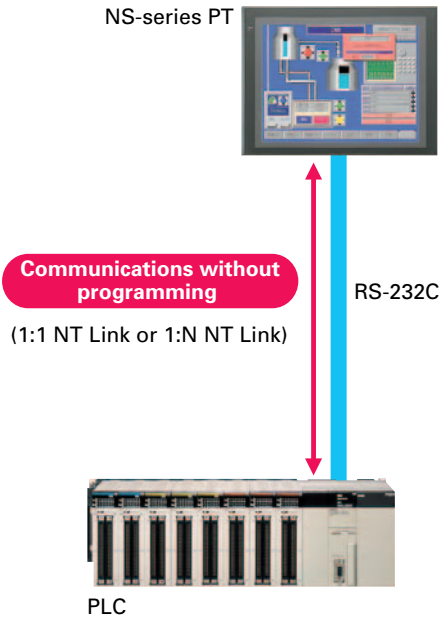 NS-series PT
Communications without
programming
RS-232C
(1:1 NT Link or 1:N NT Link)
PLC